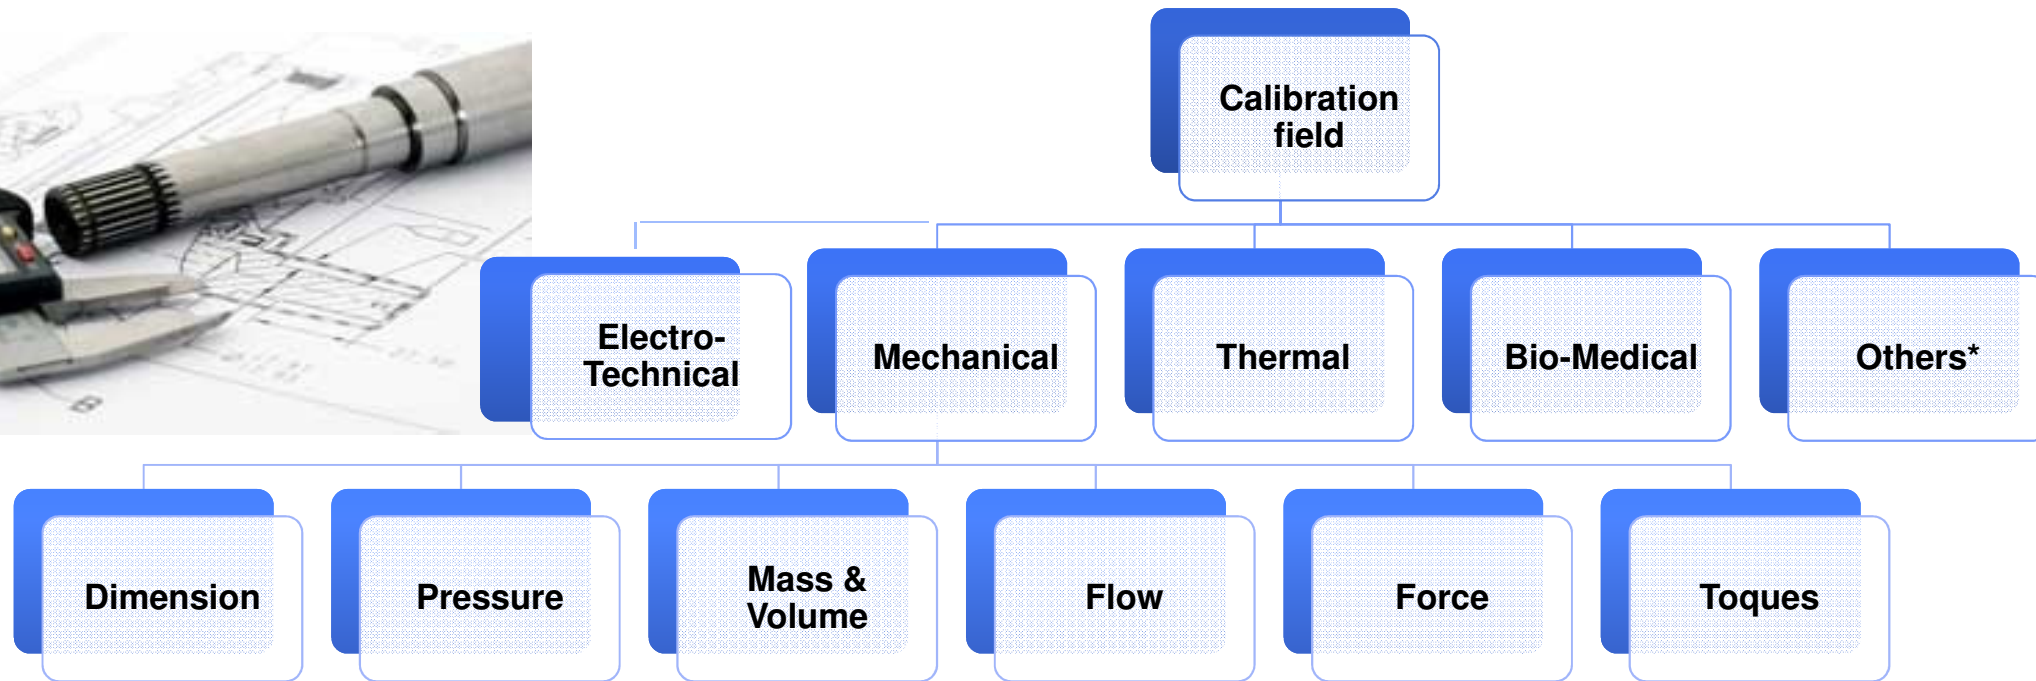 Calibration
field
Electro-
Technical
Mechanical
Thermal
Bio-Medical
Others*
Dimension
Pressure
Mass &
Volume
Flow
Force
Toques